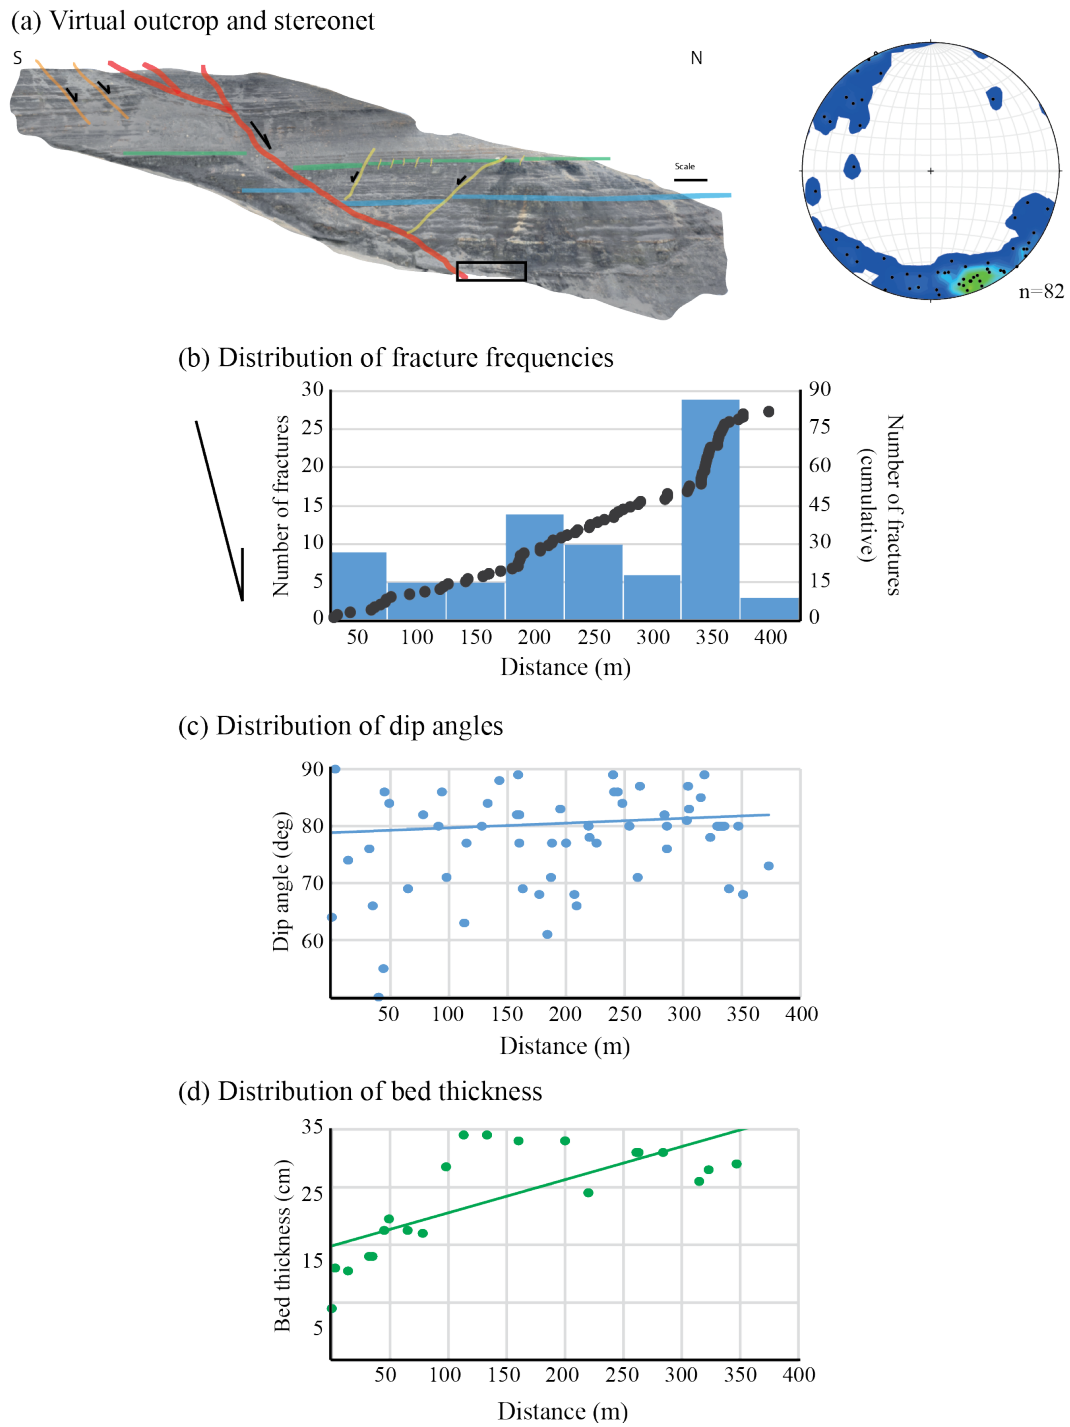 (a) Virtual outcrop and stereonet
S
N
Scale
n=82
(b) Distribution of fracture frequencies
Number of fractures
30
25
20
15
10
5
0
90
75
60
45
30
15
0
Number of fractures
(cumulative)
50 100 150 200 250 300 350 400
Distance (m)
(c) Distribution of dip angles
Dip angle (deg)
90
80
70
60
50 100 150 200 250 300 350 400
Distance (m)
(d) Distribution of bed thickness
Bed thickness (cm)
35
25
15
5
50 100 150 200 250 300 350 400
Distance (m)